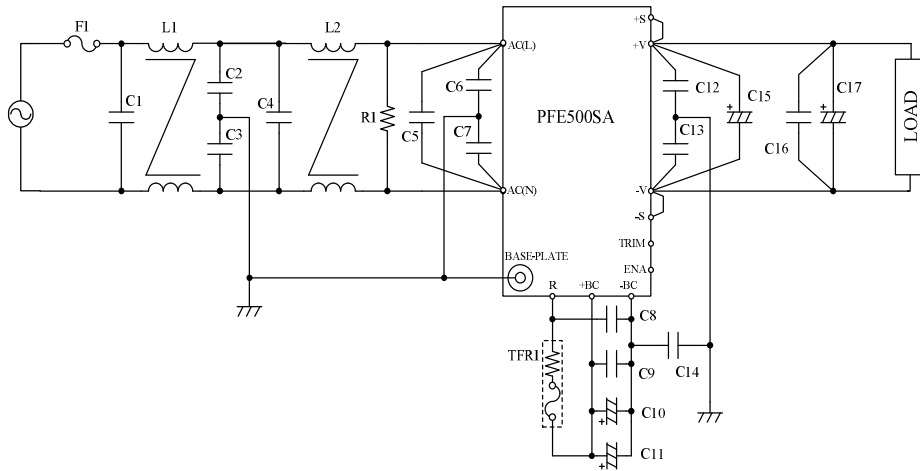 F1
L1
L2
+S
+V
AC(L)
C1
C2
C3
C4
R1
C5
C6
C7
PFE500SA
C12
C13
C15
+
C16
C17
+
LOAD
AC(N)
-V
-S
TRIM
ENA
BASE-PLATE
R
+BC
-BC
C8
TFR1
C9
C14
C10
+
C11
+